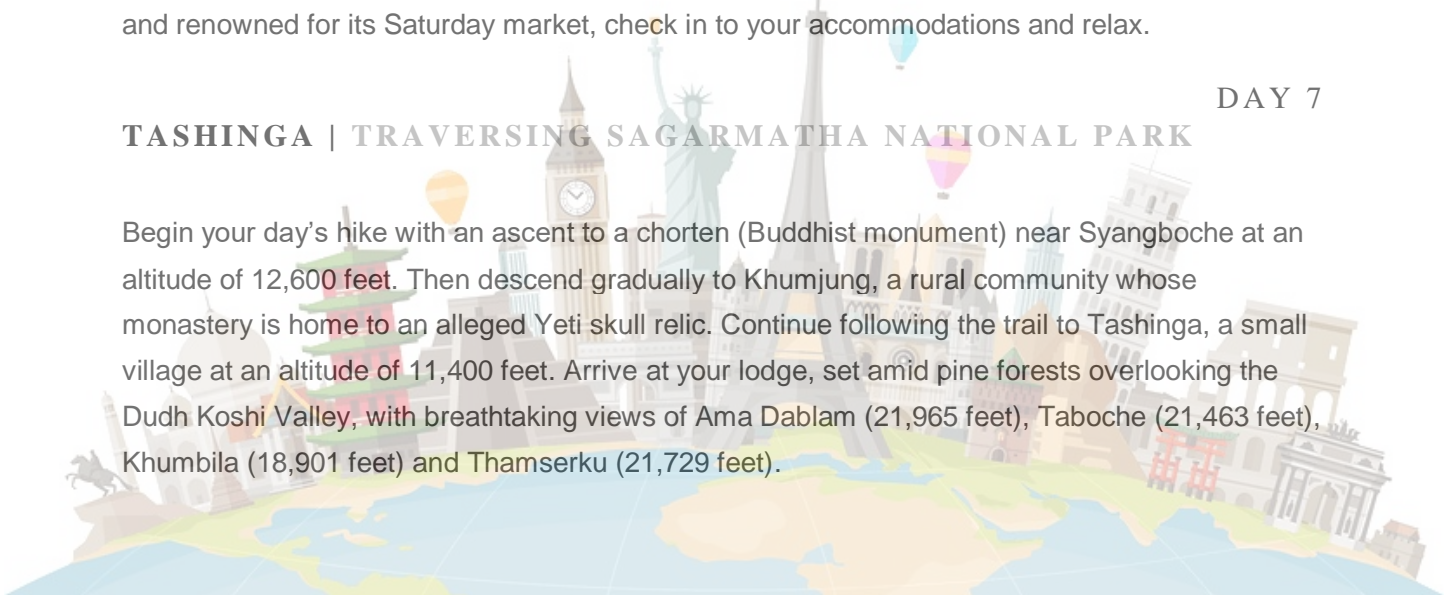 and renowned for its Saturday market, check in to your accommodations and relax.
DAY 7
TASHINGA | TRAVERSING SAGARMATHA NATIONAL PARK
Begin your day’s hike with an ascent to a chorten (Buddhist monument) near Syangboche at an
altitude of 12,600 feet. Then descend gradually to Khumjung, a rural community whose
monastery is home to an alleged Yeti skull relic. Continue following the trail to Tashinga, a small
village at an altitude of 11,400 feet. Arrive at your lodge, set amid pine forests overlooking the
Dudh Koshi Valley, with breathtaking views of Ama Dablam (21,965 feet), Taboche (21,463 feet),
Khumbila (18,901 feet) and Thamserku (21,729 feet).